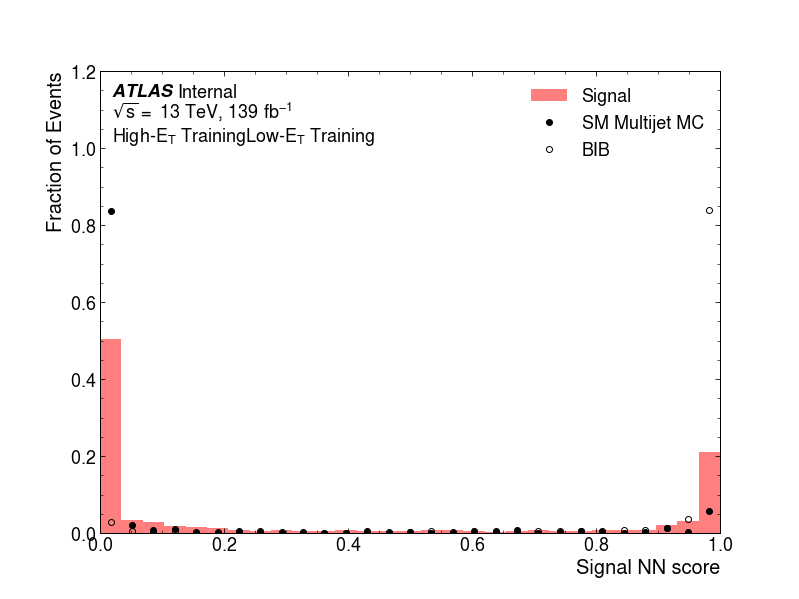 Fraction of Events
1.2
1.0
0.8
0.6
0.4
0.2
0.0
ATLAS Internal
√s = 13 TeV, 139 fb⁻¹
High-E_T TrainingLow-E_T Training
Signal
SM Multijet MC
BIB
0.0 0.2 0.4 0.6 0.8 1.0
Signal NN score